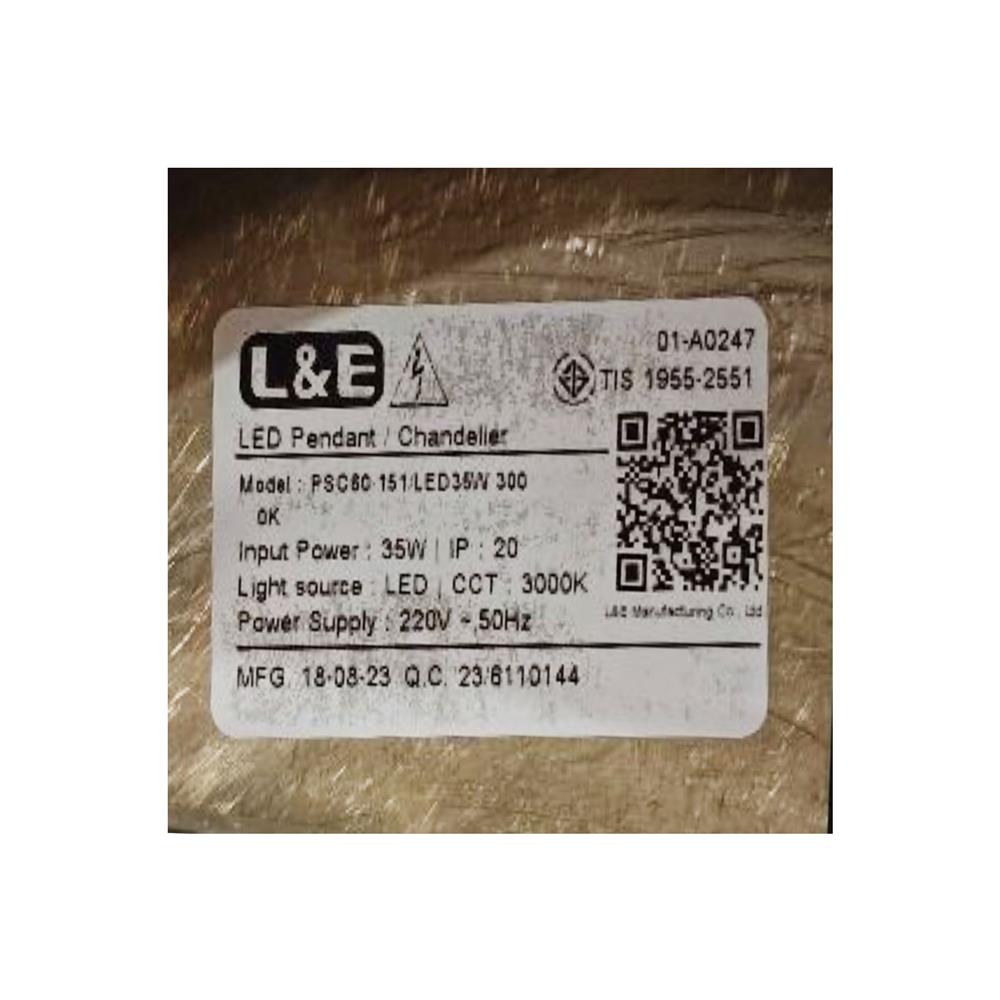 L&E
01-A0247
TIS 1955-2551
LED Pendant / Chandelier
Model : PSC60-151/LED35W 300
0K
Input Power : 35W | IP : 20
Light source : LED | CCT : 3000K
Power Supply : 220V ~ 50Hz
L&E Manufacturing Co., Ltd
MFG. 18-08-23 Q.C. 23/6110144